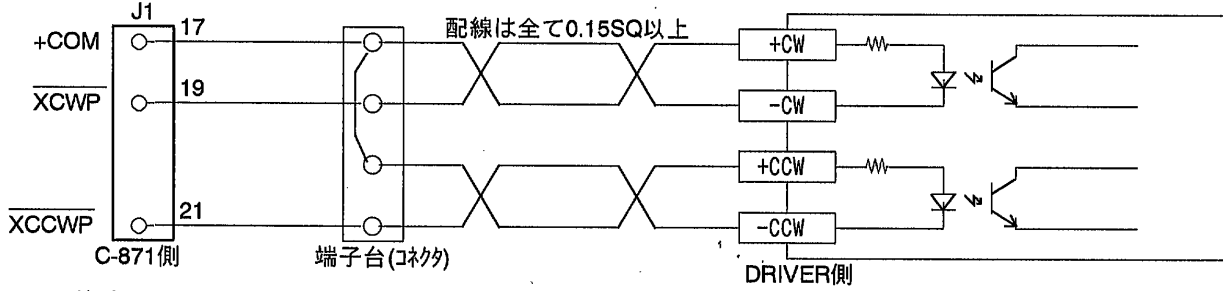 J1
+COM
17
配線は全て0.15SQ以上
+CW
XCWP
19
-CW
+CCW
XCCWP
21
-CCW
C-871側
端子台(コネクタ)
DRIVER側